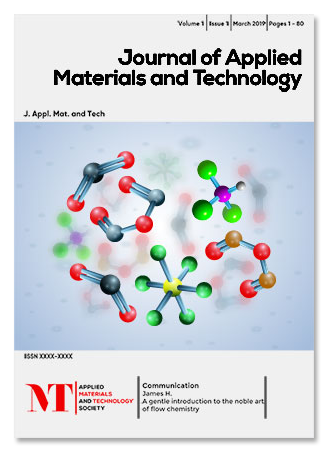 Volume 1 | Issue 1 | March 2019 | Pages 1 - 80
Journal of Applied
Materials and Technology
J. Appl. Mat. and Tech
ISSN XXXX-XXXX
MT
APPLIED
MATERIALS
AND TECHNOLOGY
SOCIETY
Communication
James H.
A gentle introduction to the noble art
of flow chemistry